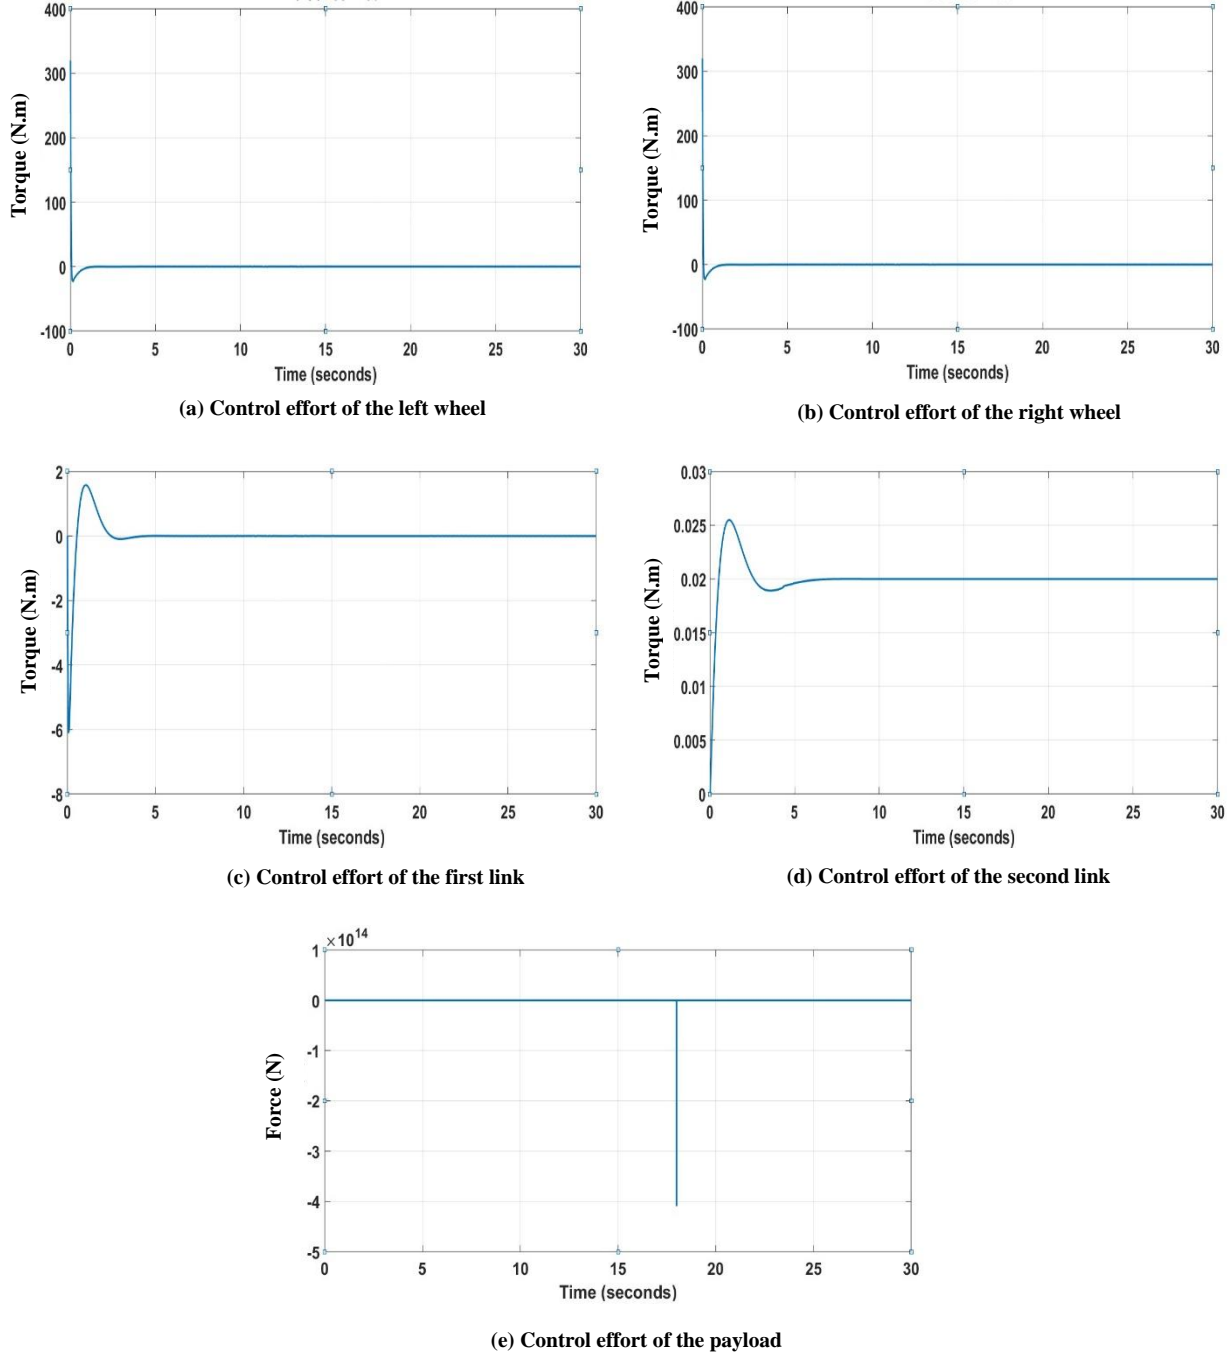 400
300
200
100
0
-100
Torque (N.m)
0 5 10 15 20 25 30
Time (seconds)
(a) Control effort of the left wheel
400
300
200
100
0
-100
Torque (N.m)
0 5 10 15 20 25 30
Time (seconds)
(b) Control effort of the right wheel
2
0
-2
-4
-6
-8
Torque (N.m)
0 5 10 15 20 25 30
Time (seconds)
(c) Control effort of the first link
0.03
0.025
0.02
0.015
0.01
0.005
0
Torque (N.m)
0 5 10 15 20 25 30
Time (seconds)
(d) Control effort of the second link
×10^14
1
0
-1
-2
-3
-4
-5
Force (N)
0 5 10 15 20 25 30
Time (seconds)
(e) Control effort of the payload